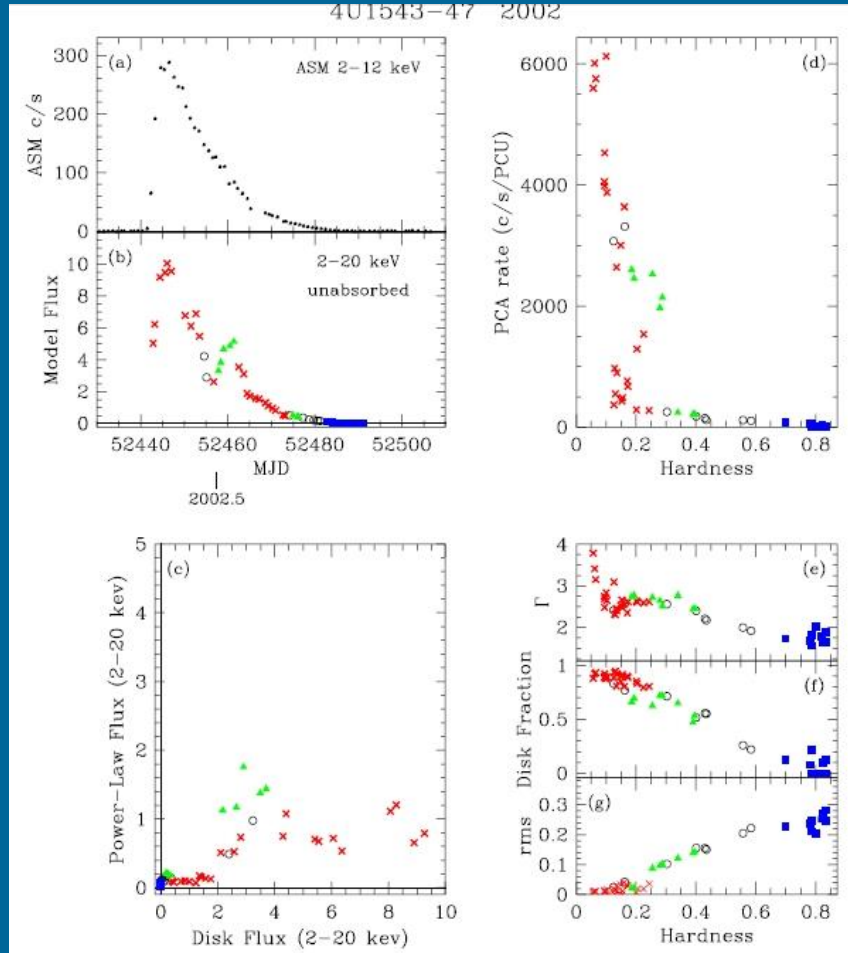 4U1543-47 2002
(a)
ASM 2-12 keV
ASM c/s
300
200
100
0
(b)
2-20 keV
unabsorbed
Model Flux
10
8
6
4
2
0
52440 52460 52480 52500
MJD
2002.5
(d)
PCA rate (c/s/PCU)
6000
4000
2000
0
0 0.2 0.4 0.6 0.8
Hardness
(c)
Power-Law Flux (2-20 kev)
5
4
3
2
1
0
0 2 4 6 8 10
Disk Flux (2-20 kev)
(e)
Γ
4
3
2
(f)
Disk Fraction
1
0.5
0
(g)
rms
0.3
0.2
0.1
0
0 0.2 0.4 0.6 0.8
Hardness